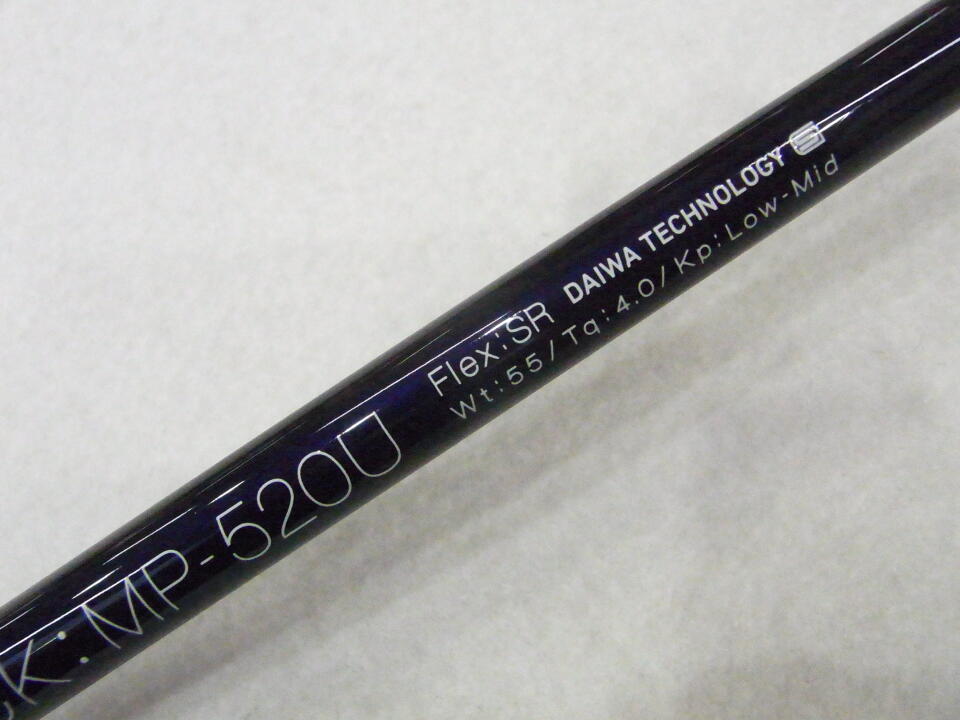 k: MP-520U
Flex:SR DAIWA TECHNOLOGY
Wt:55/Tq:4.0/Kp:Low-Mid